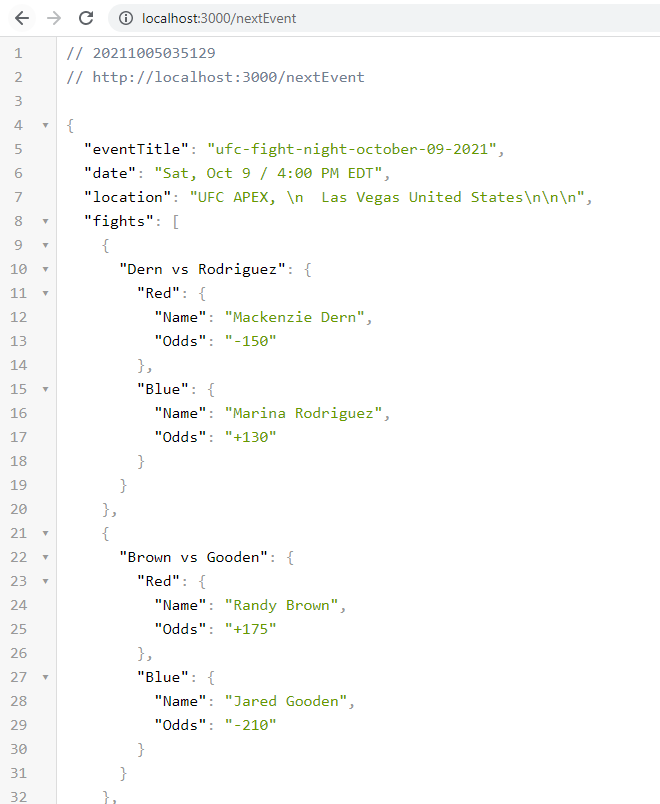 localhost:3000/nextEvent
1 // 20211005035129
2 // http://localhost:3000/nextEvent
3
4 {
5   "eventTitle": "ufc-fight-night-october-09-2021",
6   "date": "Sat, Oct 9 / 4:00 PM EDT",
7   "location": "UFC APEX, \n  Las Vegas United States\n\n\n",
8   "fights": [
9     {
10       "Dern vs Rodriguez": {
11         "Red": {
12           "Name": "Mackenzie Dern",
13           "Odds": "-150"
14         },
15         "Blue": {
16           "Name": "Marina Rodriguez",
17           "Odds": "+130"
18         }
19       }
20     },
21     {
22       "Brown vs Gooden": {
23         "Red": {
24           "Name": "Randy Brown",
25           "Odds": "+175"
26         },
27         "Blue": {
28           "Name": "Jared Gooden",
29           "Odds": "-210"
30         }
31       }
32     },